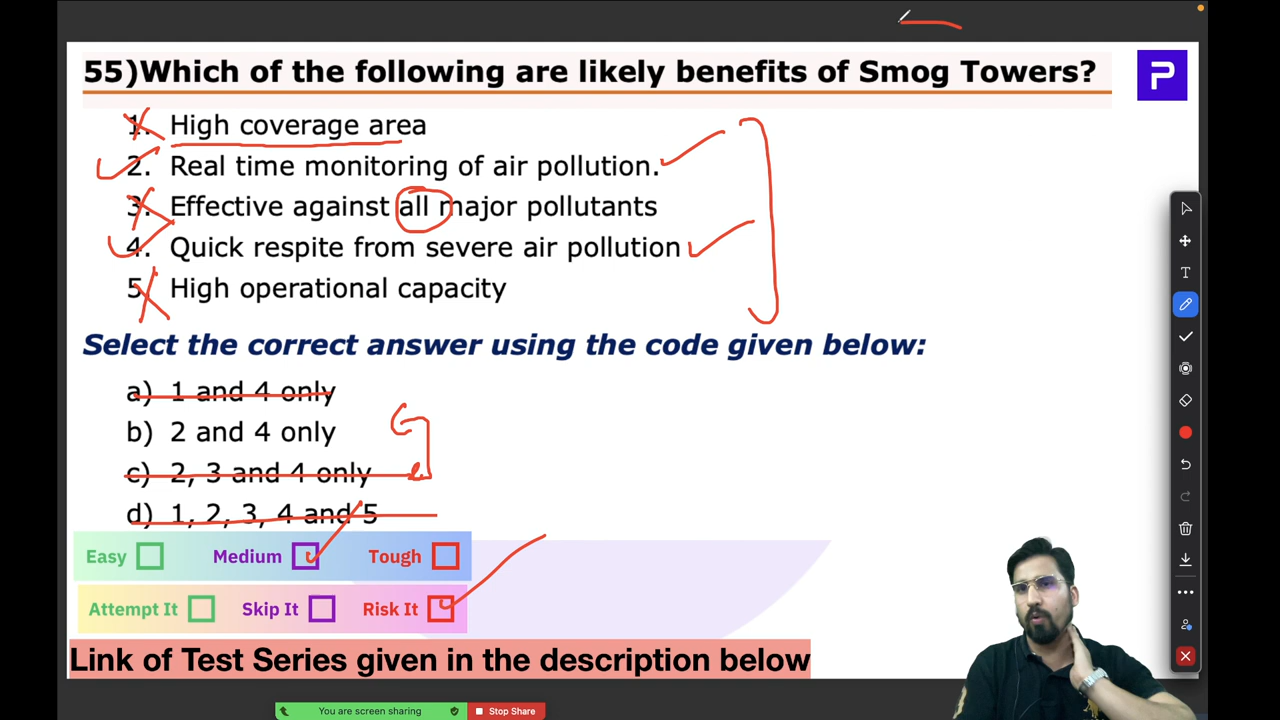 55)Which of the following are likely benefits of Smog Towers?
1. High coverage area
2. Real time monitoring of air pollution.
3. Effective against all major pollutants
4. Quick respite from severe air pollution
5. High operational capacity
Select the correct answer using the code given below:
a) 1 and 4 only
b) 2 and 4 only
c) 2, 3 and 4 only
d) 1, 2, 3, 4 and 5
Easy Medium Tough
Attempt It Skip It Risk It
Link of Test Series given in the description below
You are screen sharing Stop Share